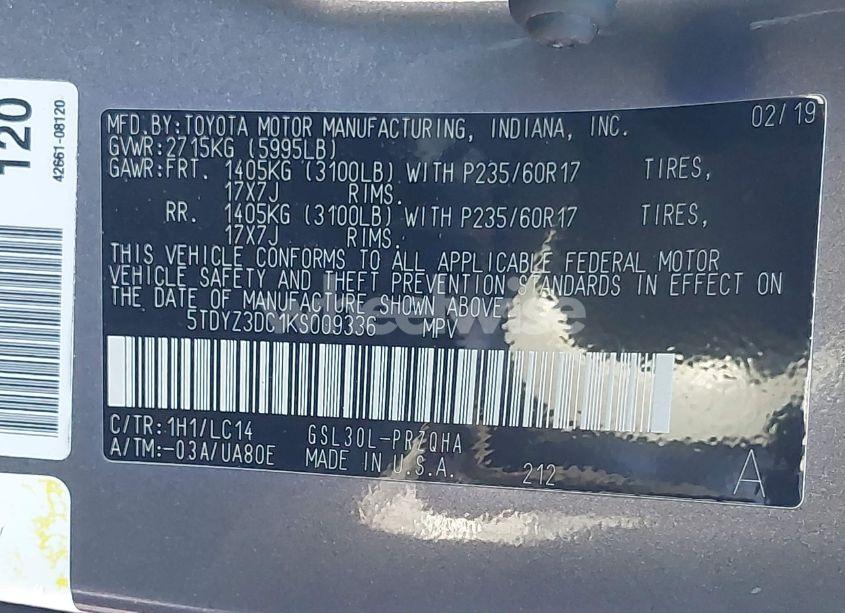 120
42661-08120
MFD.BY:TOYOTA MOTOR MANUFACTURING, INDIANA, INC. 02/19
GVWR:2715KG (5995LB)
GAWR:FRT. 1405KG (3100LB) WITH P235/60R17 TIRES,
17X7J RIMS.
RR. 1405KG (3100LB) WITH P235/60R17 TIRES,
17X7J RIMS.
THIS VEHICLE CONFORMS TO ALL APPLICABLE FEDERAL MOTOR
VEHICLE SAFETY AND THEFT PREVENTION STANDARDS IN EFFECT ON
THE DATE OF MANUFACTURE SHOWN ABOVE.
MPV
C/TR:1H1/LC14 GSL30L-PRZQHA
A/TM:-03A/UA80E MADE IN U.S.A. 212 A